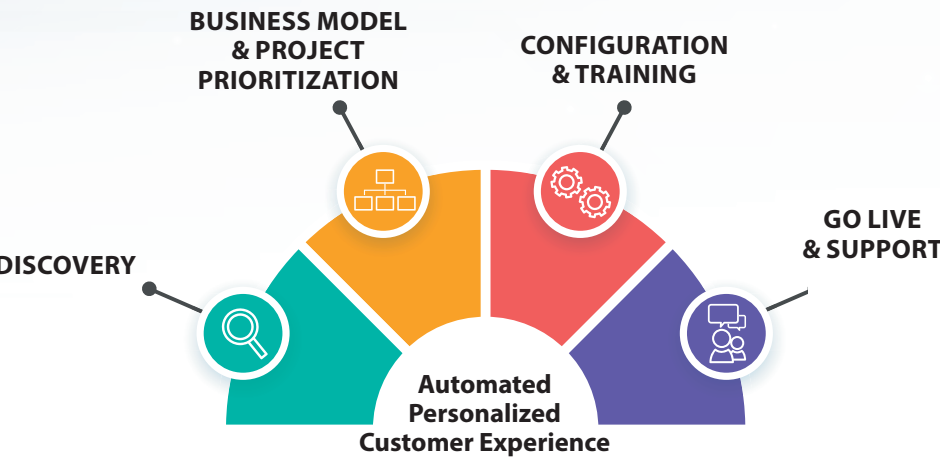 BUSINESS MODEL
& PROJECT
PRIORITIZATION
CONFIGURATION
& TRAINING
DISCOVERY
GO LIVE
& SUPPORT
Automated
Personalized
Customer Experience